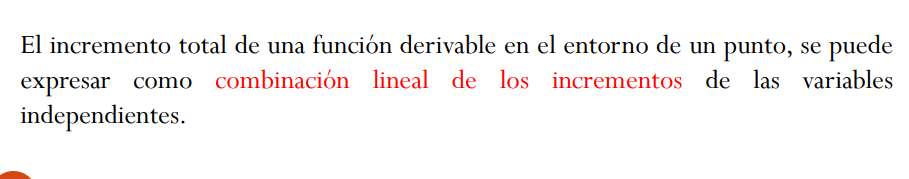 El incremento total de una función derivable en el entorno de un punto, se puede
expresar como combinación lineal de los incrementos de las variables
independientes.